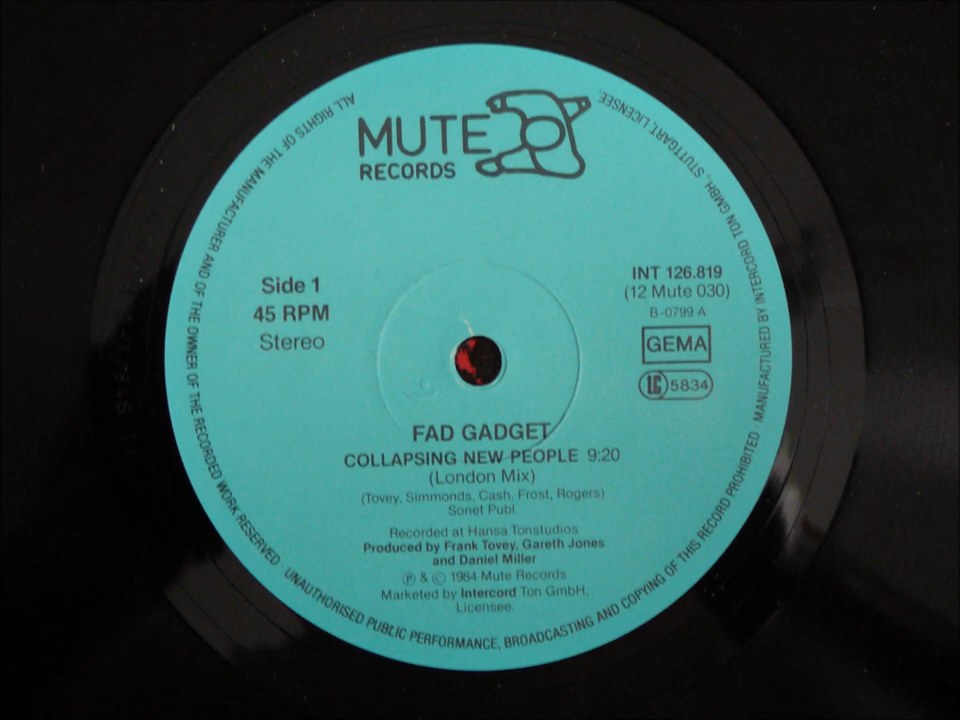 MUTE
RECORDS
Side 1
45 RPM
Stereo
INT 126.819
(12 Mute 030)
B-0799 A
GEMA
LC 5834
FAD GADGET
COLLAPSING NEW PEOPLE 9:20
(London Mix)
(Tovey, Simmonds, Cash, Frost, Rogers)
Sonet Publ.
Recorded at Hansa Tonstudios
Produced by Frank Tovey, Gareth Jones
and Daniel Miller
℗ & © 1984 Mute Records
Marketed by Intercord Ton GmbH,
Licensee.
ALL RIGHTS OF THE MANUFACTURER AND OF THE OWNER OF THE RECORDED WORK RESERVED · UNAUTHORISED PUBLIC PERFORMANCE, BROADCASTING AND COPYING OF THIS RECORD PROHIBITED · MANUFACTURED BY INTERCORD TON GMBH., STUTTGART, LICENSEE